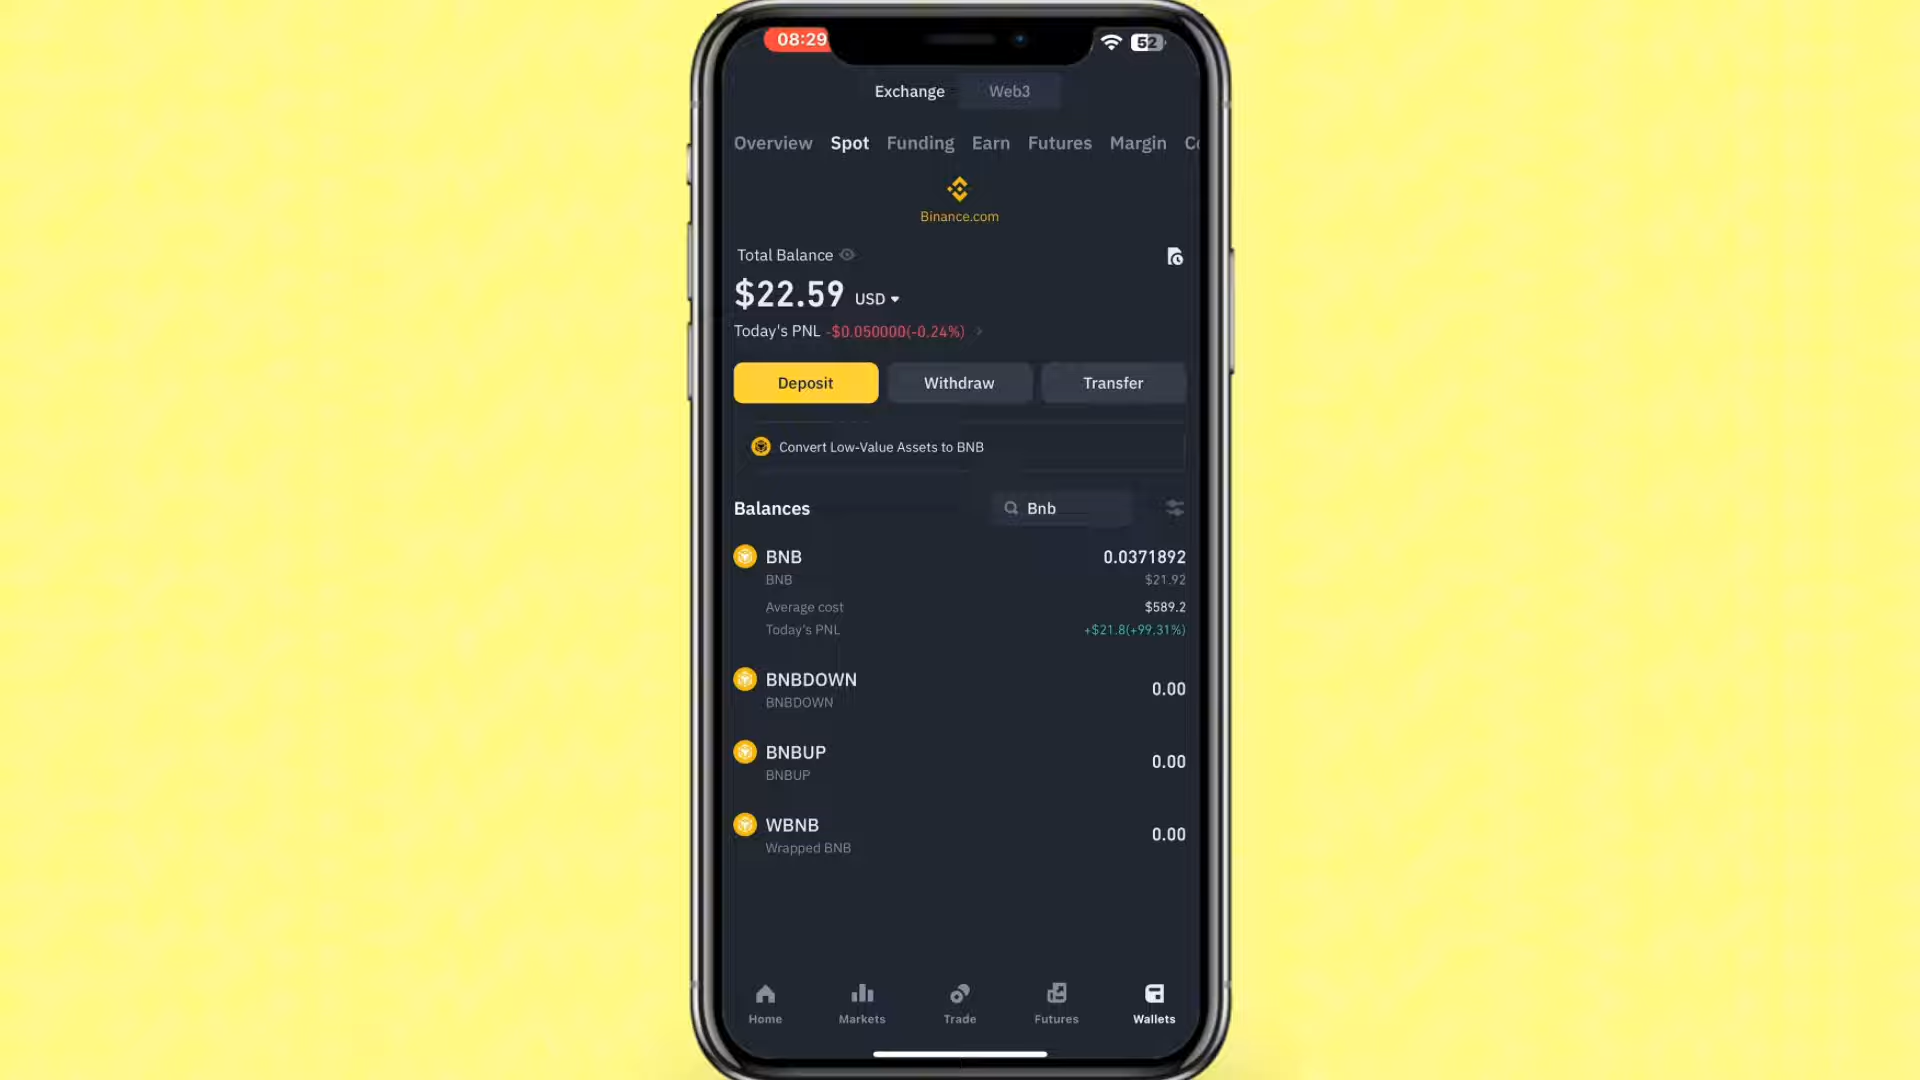 08:29 52
Exchange Web3
Overview Spot Funding Earn Futures Margin
Binance.com
Total Balance
$22.59 USD
Today's PNL -$0.050000(-0.24%)
Deposit Withdraw Transfer
Convert Low-Value Assets to BNB
Balances Bnb
BNB 0.0371892
BNB $21.92
Average cost $589.2
Today's PNL +$21.8(+99.31%)
BNBDOWN
BNBDOWN 0.00
BNBUP
BNBUP 0.00
WBNB
Wrapped BNB 0.00
Home Markets Trade Futures Wallets